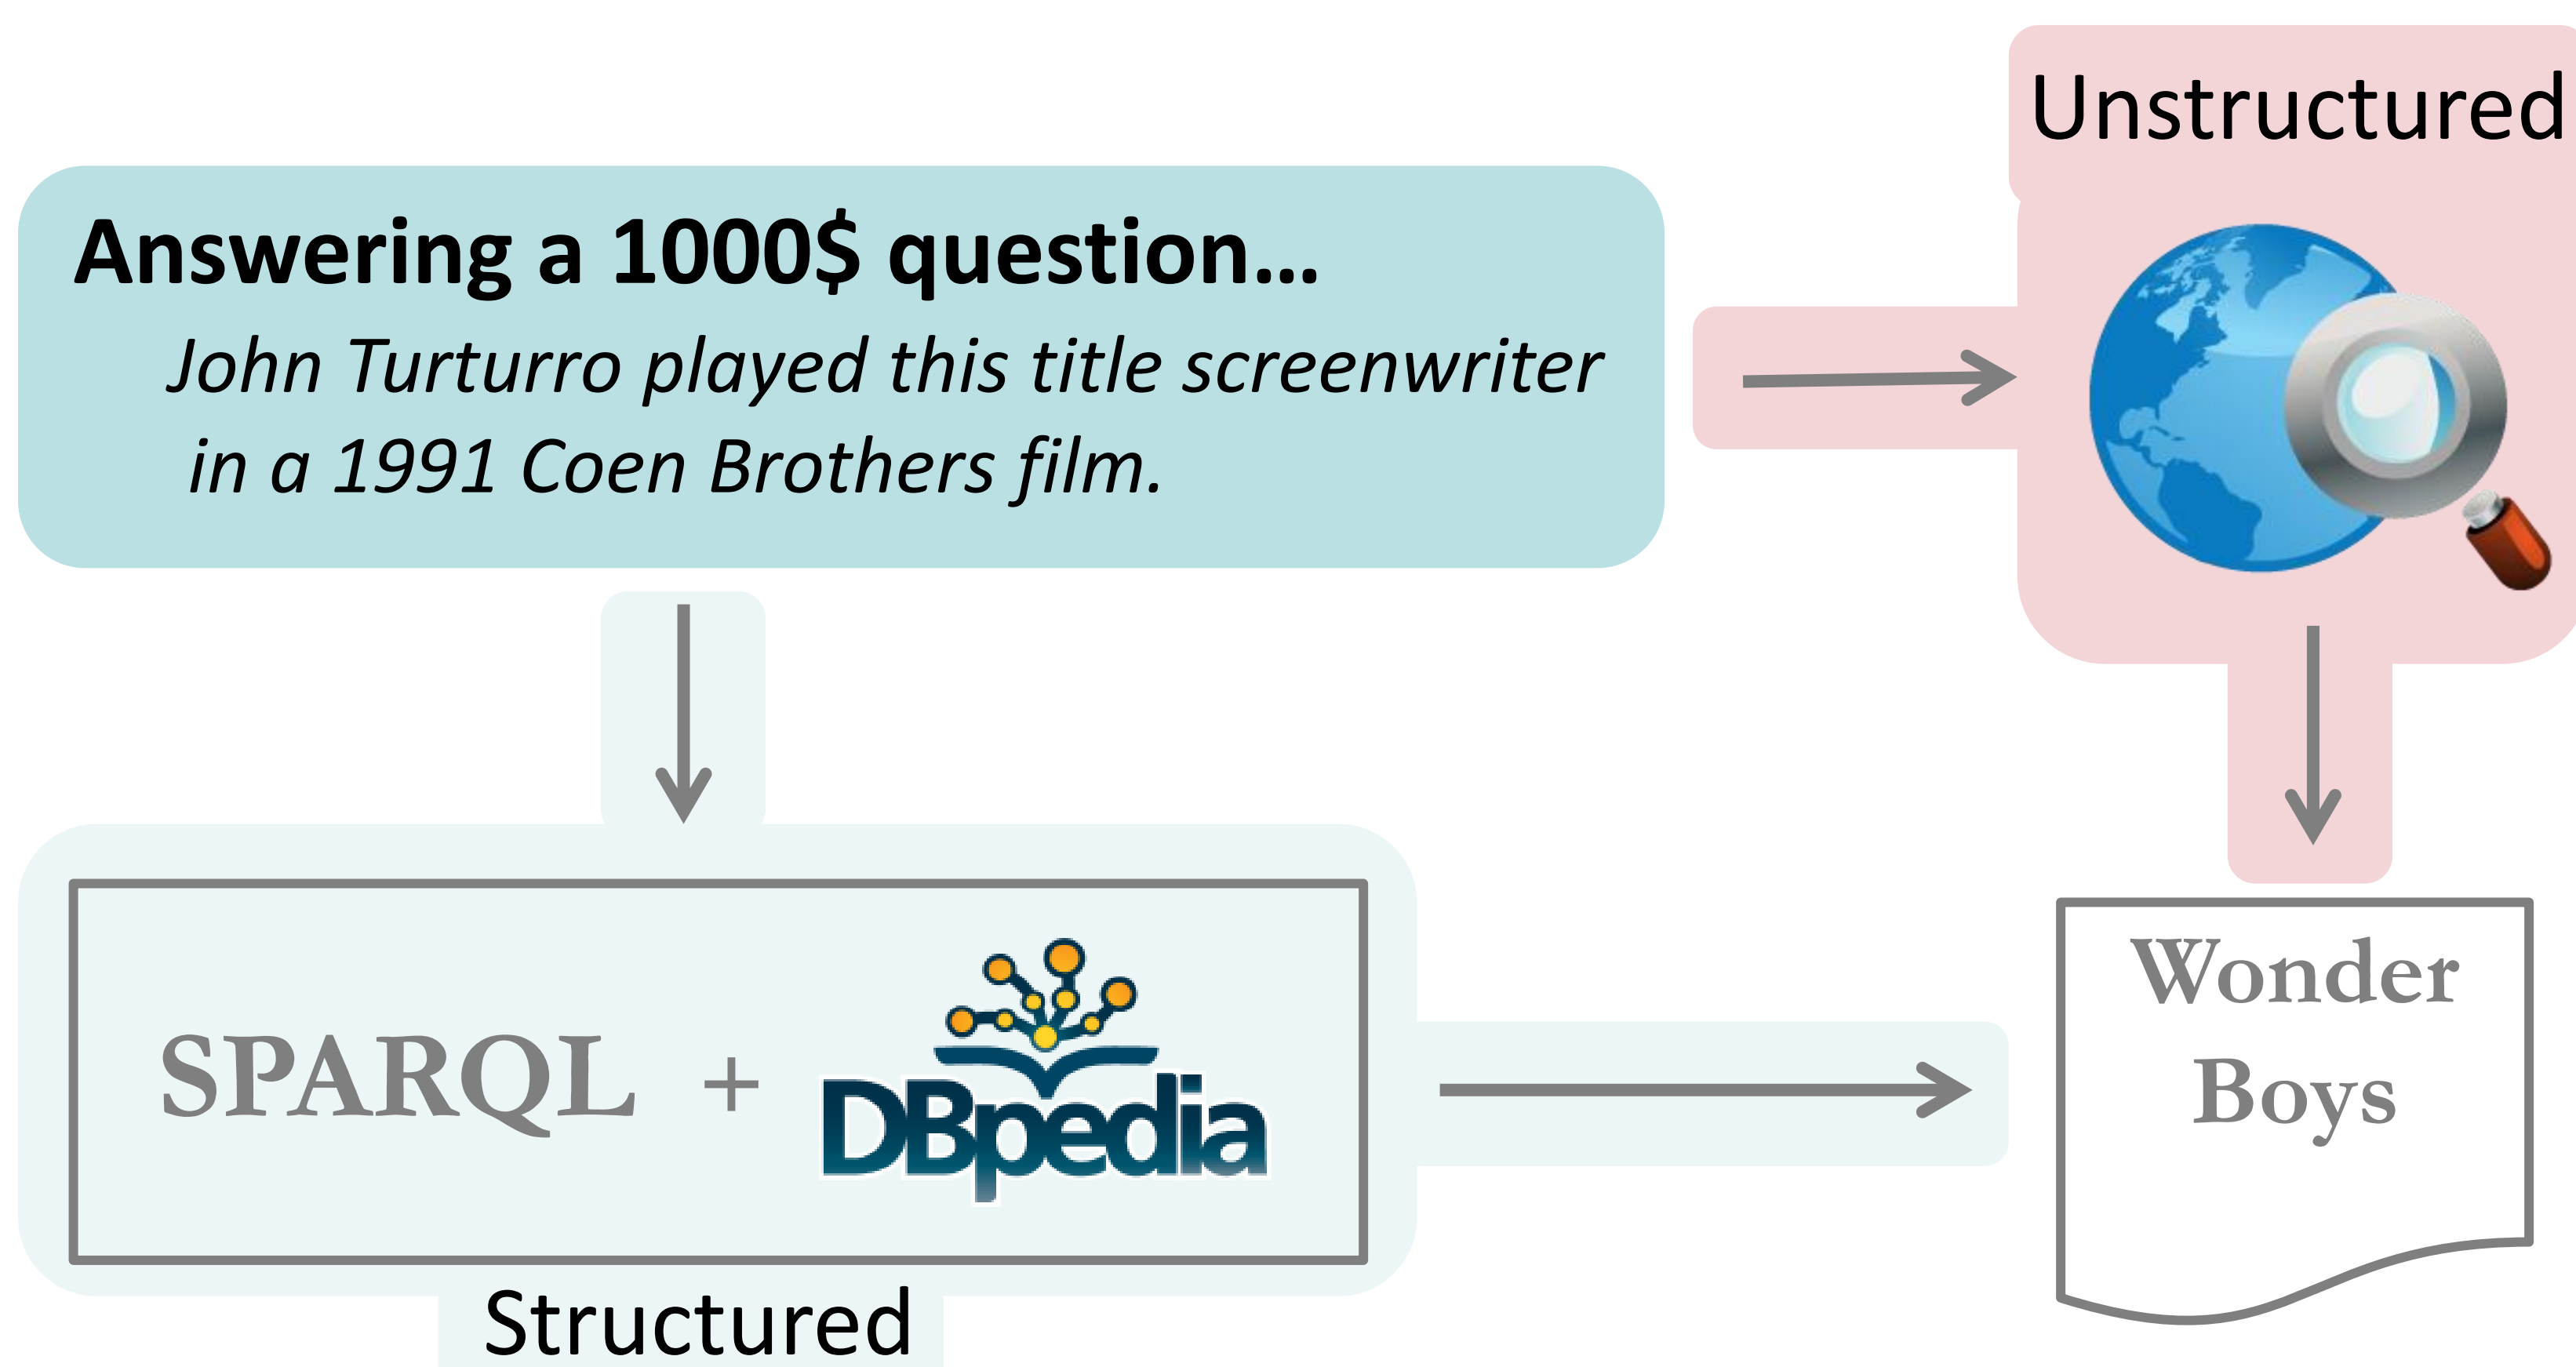 Unstructured
Answering a 1000$ question…
John Turturro played this title screenwriter
in a 1991 Coen Brothers film.
SPARQL + DBpedia
Wonder
Boys
Structured